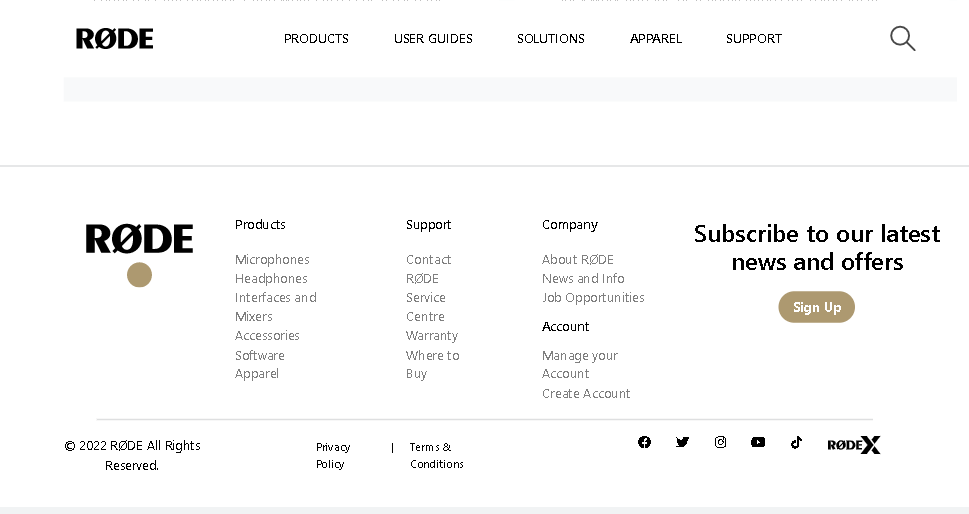 RØDE
PRODUCTS
USER GUIDES
SOLUTIONS
APPAREL
SUPPORT
RØDE
Products
Microphones
Headphones
Interfaces and
Mixers
Accessories
Software
Apparel
Support
Contact
RØDE
Service
Centre
Warranty
Where to
Buy
Company
About RØDE
News and Info
Job Opportunities
Account
Manage your
Account
Create Account
Subscribe to our latest
news and offers
Sign Up
© 2022 RØDE All Rights
Reserved.
Privacy
Policy
|
Terms &
Conditions
RØDEX